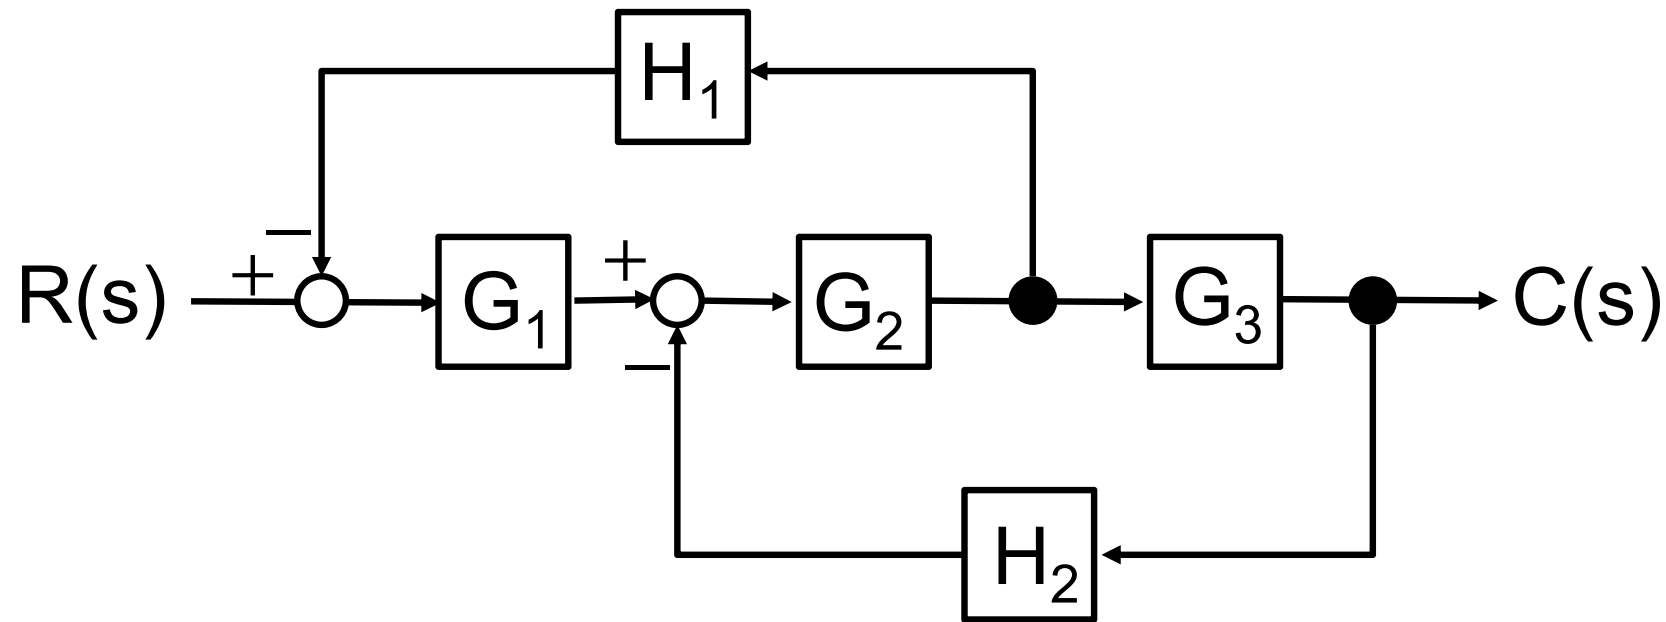 H₁
−
R(s) + G₁ + G₂ G₃ C(s)
−
H₂